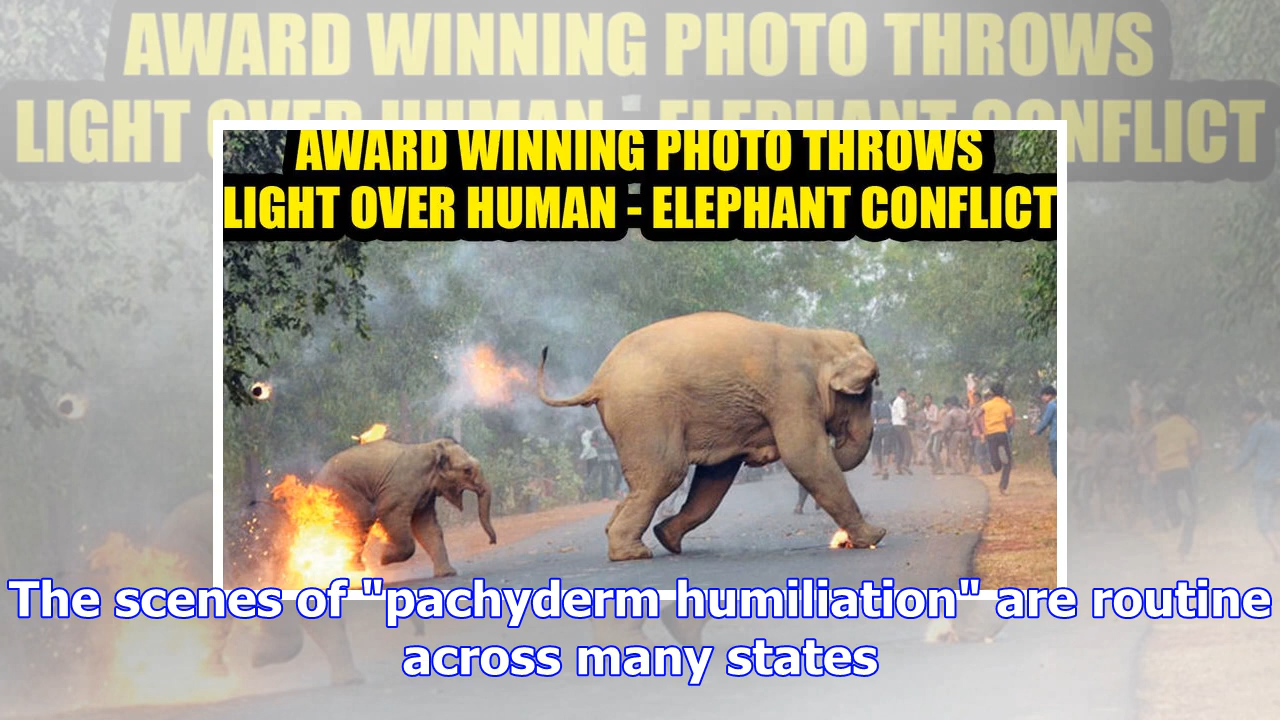 AWARD WINNING PHOTO THROWS
LIGHT OVER HUMAN - ELEPHANT CONFLICT
AWARD WINNING PHOTO THROWS
LIGHT OVER HUMAN - ELEPHANT CONFLICT
The scenes of "pachyderm humiliation" are routine
across many states